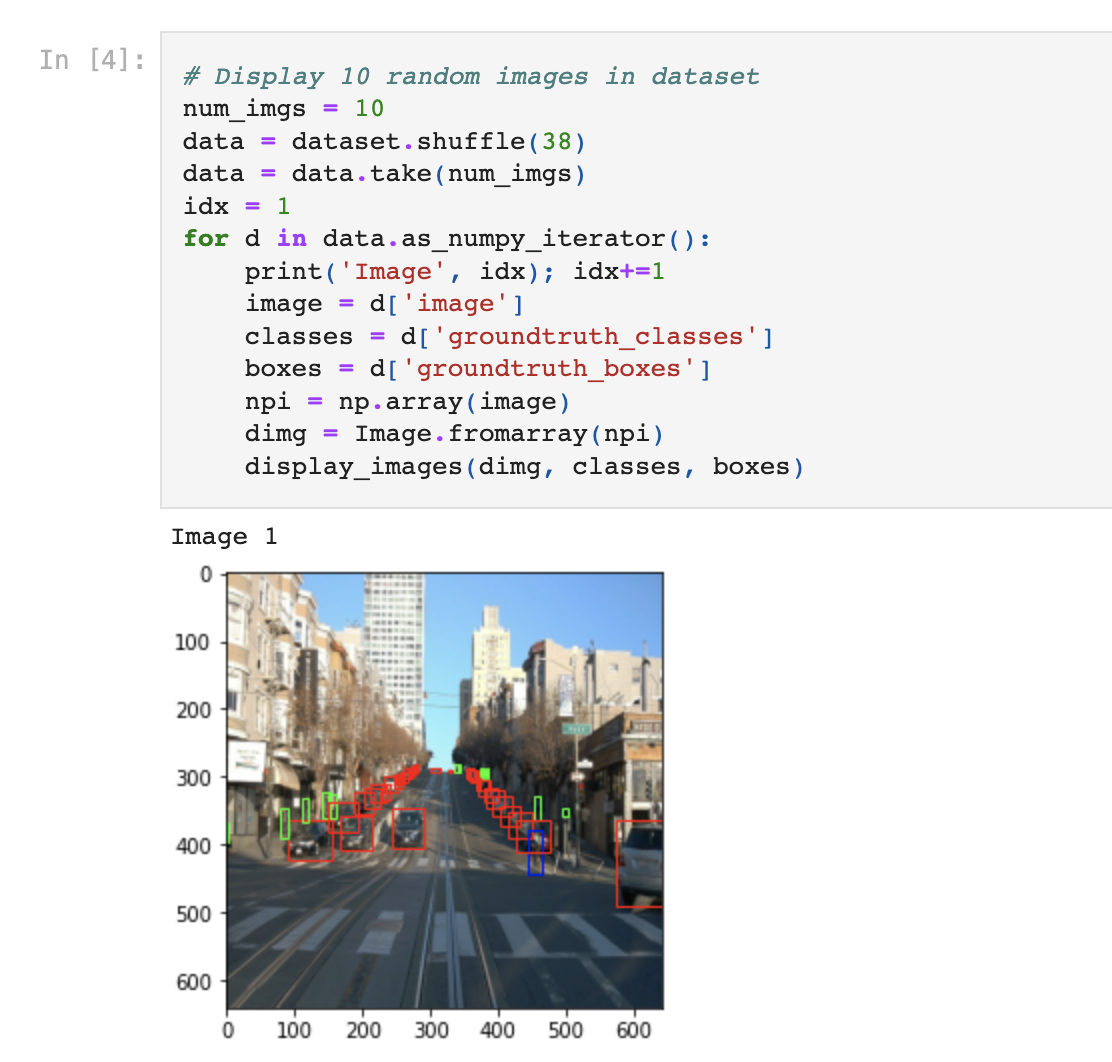 In [4]:
# Display 10 random images in dataset
num_imgs = 10
data = dataset.shuffle(38)
data = data.take(num_imgs)
idx = 1
for d in data.as_numpy_iterator():
    print('Image', idx); idx+=1
    image = d['image']
    classes = d['groundtruth_classes']
    boxes = d['groundtruth_boxes']
    npi = np.array(image)
    dimg = Image.fromarray(npi)
    display_images(dimg, classes, boxes)
Image 1
0
100
200
300
400
500
600
0 100 200 300 400 500 600